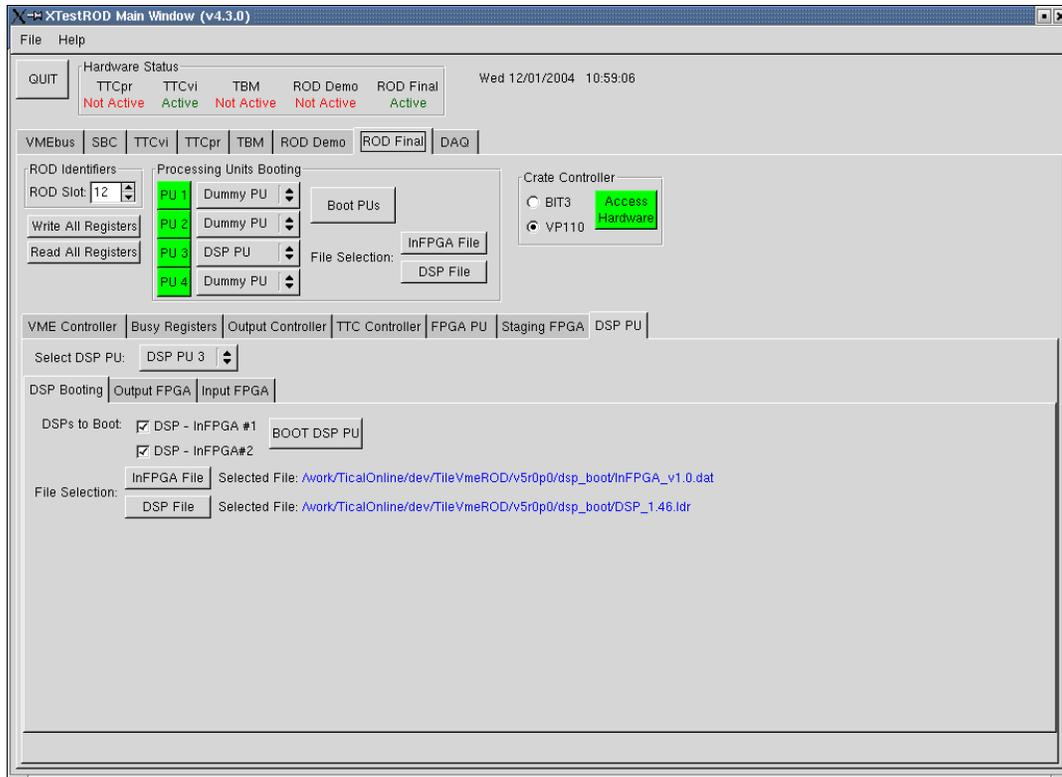 XTestROD Main Window (v4.3.0)
File Help
QUIT
Hardware Status
TTCpr TTCvi TBM ROD Demo ROD Final
Not Active Active Not Active Not Active Active
Wed 12/01/2004 10:59:06
VMEbus SBC TTCvi TTCpr TBM ROD Demo ROD Final DAQ
ROD Identifiers
ROD Slot: 12
Write All Registers
Read All Registers
Processing Units Booting
PU 1 Dummy PU
PU 2 Dummy PU
PU 3 DSP PU
PU 4 Dummy PU
Boot PUs
File Selection:
InFPGA File
DSP File
Crate Controller
BIT3
VP110
Access
Hardware
VME Controller Busy Registers Output Controller TTC Controller FPGA PU Staging FPGA DSP PU
Select DSP PU: DSP PU 3
DSP Booting Output FPGA Input FPGA
DSPs to Boot: DSP - InFPGA #1
DSP - InFPGA#2
BOOT DSP PU
File Selection:
InFPGA File Selected File: /work/TicalOnline/dev/TileVmeROD/v5r0p0/dsp_boot/InFPGA_v1.0.dat
DSP File Selected File: /work/TicalOnline/dev/TileVmeROD/v5r0p0/dsp_boot/DSP_1.46.ldr